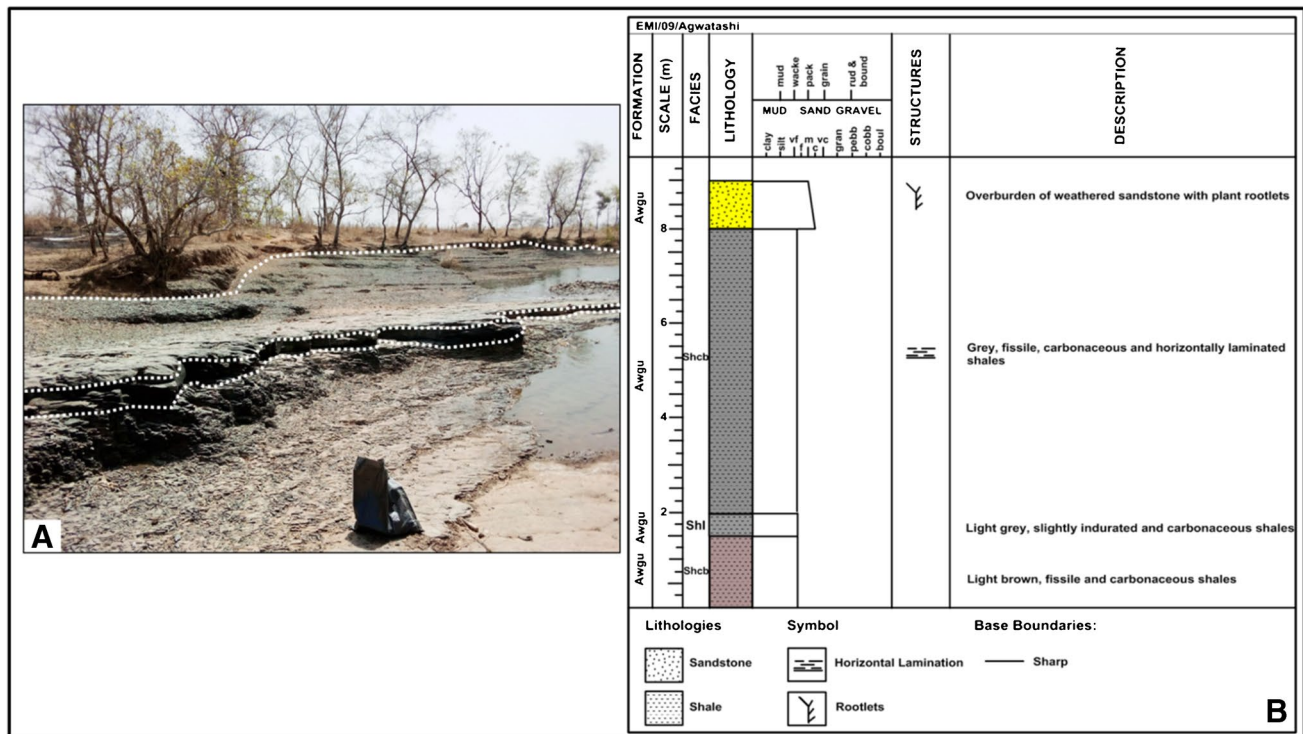 A
EMI/09/Agwatashi
FORMATION
SCALE (m)
FACIES
LITHOLOGY
mud
wacke
pack
grain
rud &
bound
MUD SAND GRAVEL
clay
silt
vf
f
m
c
vc
gran
pebb
cobb
boul
STRUCTURES
DESCRIPTION
Awgu
Overburden of weathered sandstone with plant rootlets
8
6
Awgu
Shcb
Grey, fissile, carbonaceous and horizontally laminated
shales
4
2
Awgu
Shl
Light grey, slightly indurated and carbonaceous shales
Awgu
Shcb
Light brown, fissile and carbonaceous shales
Lithologies
Symbol
Base Boundaries:
Sandstone
Horizontal Lamination
Sharp
Shale
Rootlets
B